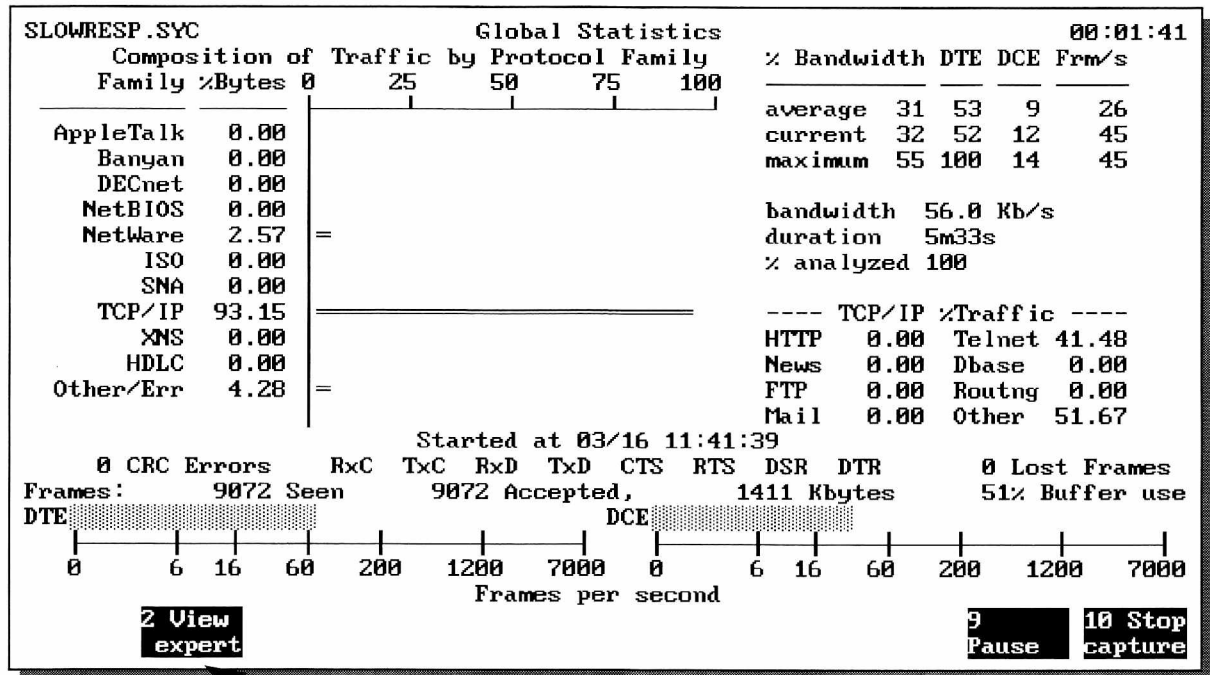 SLOWRESP.SYC Global Statistics 00:01:41
Composition of Traffic by Protocol Family % Bandwidth DTE DCE Frm/s
Family %Bytes 0 25 50 75 100
average 31 53 9 26
AppleTalk 0.00 current 32 52 12 45
Banyan 0.00 maximum 55 100 14 45
DECnet 0.00
NetBIOS 0.00 bandwidth 56.0 Kb/s
NetWare 2.57 = duration 5m33s
ISO 0.00 % analyzed 100
SNA 0.00
TCP/IP 93.15 ---- TCP/IP %Traffic ----
XNS 0.00 HTTP 0.00 Telnet 41.48
HDLC 0.00 News 0.00 Dbase 0.00
Other/Err 4.28 = FTP 0.00 Routng 0.00
Mail 0.00 Other 51.67
Started at 03/16 11:41:39
0 CRC Errors RxC TxC RxD TxD CTS RTS DSR DTR 0 Lost Frames
Frames: 9072 Seen 9072 Accepted, 1411 Kbytes 51% Buffer use
DTE DCE
0 6 16 60 200 1200 7000 0 6 16 60 200 1200 7000
Frames per second
2 View expert
9 Pause
10 Stop capture